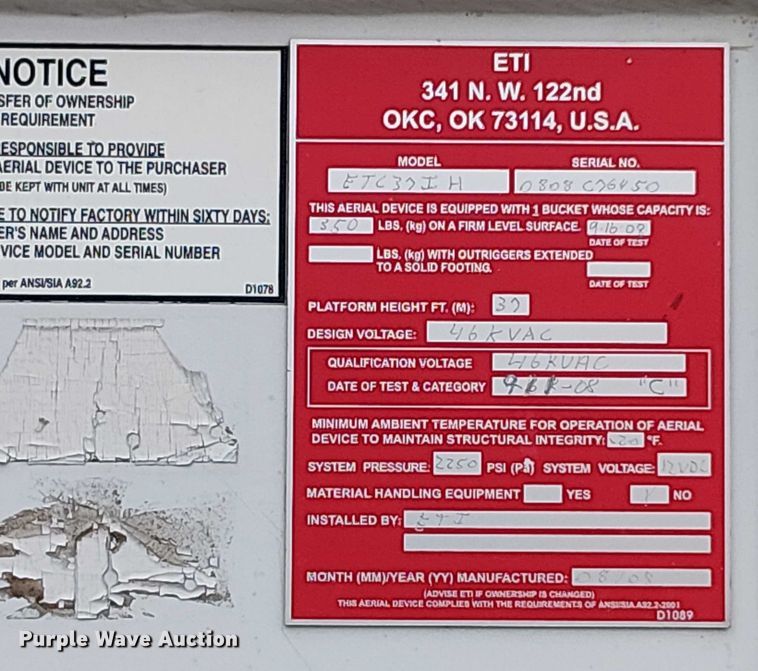 NOTICE
SFER OF OWNERSHIP
REQUIREMENT
ESPONSIBLE TO PROVIDE
AERIAL DEVICE TO THE PURCHASER
BE KEPT WITH UNIT AT ALL TIMES)
E TO NOTIFY FACTORY WITHIN SIXTY DAYS:
ER'S NAME AND ADDRESS
VICE MODEL AND SERIAL NUMBER
per ANSI/SIA A92.2 D1078
ETI
341 N. W. 122nd
OKC, OK 73114, U.S.A.
MODEL SERIAL NO.
ETC37IH 0808C76450
THIS AERIAL DEVICE IS EQUIPPED WITH 1 BUCKET WHOSE CAPACITY IS:
350 LBS. (kg) ON A FIRM LEVEL SURFACE.
DATE OF TEST
LBS. (kg) WITH OUTRIGGERS EXTENDED
TO A SOLID FOOTING.
DATE OF TEST
PLATFORM HEIGHT FT. (M): 37
DESIGN VOLTAGE: 46KVAC
QUALIFICATION VOLTAGE 46KVAC
DATE OF TEST & CATEGORY "C"
MINIMUM AMBIENT TEMPERATURE FOR OPERATION OF AERIAL
DEVICE TO MAINTAIN STRUCTURAL INTEGRITY: °F.
SYSTEM PRESSURE: 2250 PSI SYSTEM VOLTAGE: 12VDC
MATERIAL HANDLING EQUIPMENT YES NO
INSTALLED BY: ETI
MONTH (MM)/YEAR (YY) MANUFACTURED: 08/08
(ADVISE ETI IF OWNERSHIP IS CHANGED)
THIS AERIAL DEVICE COMPLIES WITH THE REQUIREMENTS OF ANSI/SIA A92.2-2001
D1089
Purple Wave Auction